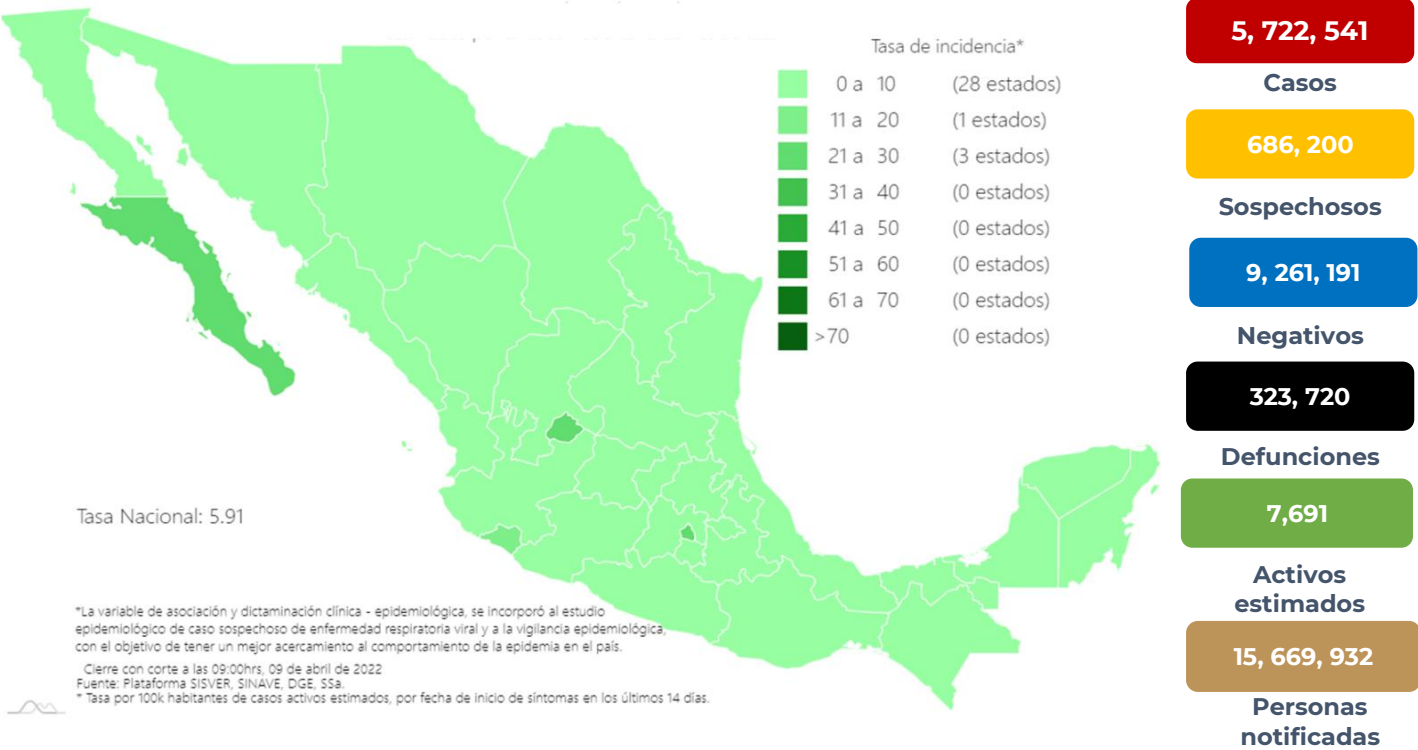 Tasa de incidencia*
0 a 10 (28 estados)
11 a 20 (1 estados)
21 a 30 (3 estados)
31 a 40 (0 estados)
41 a 50 (0 estados)
51 a 60 (0 estados)
61 a 70 (0 estados)
>70 (0 estados)
Tasa Nacional: 5.91
*La variable de asociación y dictaminación clínica - epidemiológica, se incorporó al estudio
epidemiológico de caso sospechoso de enfermedad respiratoria viral y a la vigilancia epidemiológica,
con el objetivo de tener un mejor acercamiento al comportamiento de la epidemia en el país.
Cierre con corte a las 09:00hrs, 09 de abril de 2022
Fuente: Plataforma SISVER, SINAVE, DGE, SSa.
* Tasa por 100k habitantes de casos activos estimados, por fecha de inicio de síntomas en los últimos 14 días.
5, 722, 541
Casos
686, 200
Sospechosos
9, 261, 191
Negativos
323, 720
Defunciones
7,691
Activos
estimados
15, 669, 932
Personas
notificadas